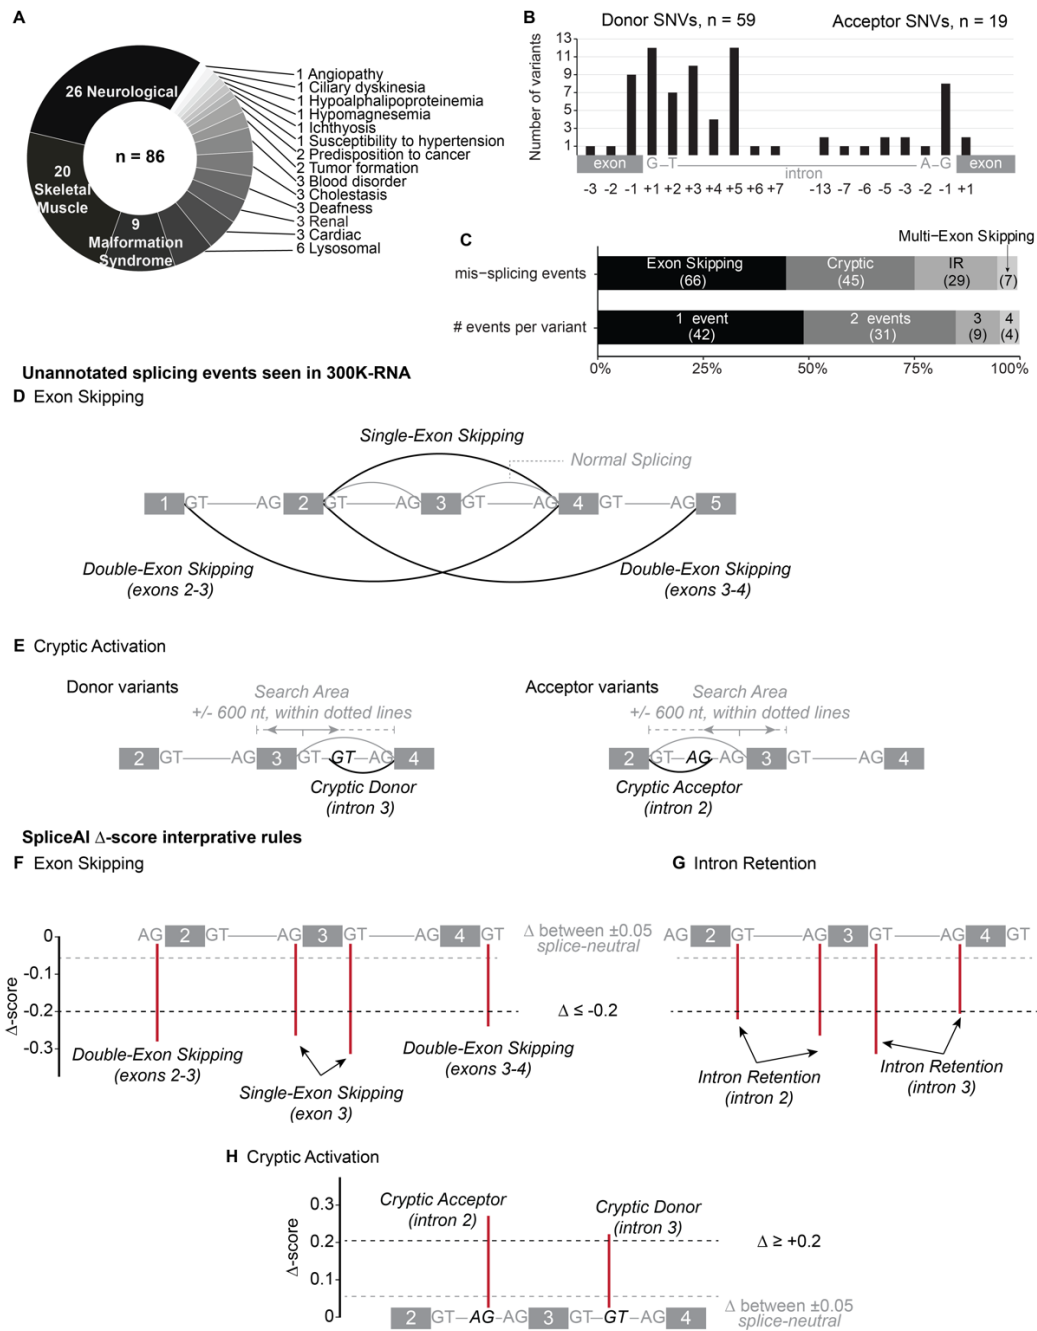 A
26 Neurological
20
Skeletal
Muscle
9
Malformation
Syndrome
n = 86
1 Angiopathy
1 Ciliary dyskinesia
1 Hypoalphalipoproteinemia
1 Hypomagnesemia
1 Ichthyosis
1 Susceptibility to hypertension
2 Predisposition to cancer
2 Tumor formation
3 Blood disorder
3 Cholestasis
3 Deafness
3 Renal
3 Cardiac
6 Lysosomal
B
Donor SNVs, n = 59
Acceptor SNVs, n = 19
Number of variants
13
11
9
7
5
3
1
exon G T intron A G exon
-3 -2 -1 +1 +2 +3 +4 +5 +6 +7 -13 -7 -6 -5 -3 -2 -1 +1
C
Multi-Exon Skipping
mis-splicing events
Exon Skipping
(66)
Cryptic
(45)
IR
(29)
(7)
# events per variant
1 event
(42)
2 events
(31)
3
(9)
4
(4)
0% 25% 50% 75% 100%
Unannotated splicing events seen in 300K-RNA
D Exon Skipping
Single-Exon Skipping
Normal Splicing
1 GT AG 2 GT AG 3 GT AG 4 GT AG 5
Double-Exon Skipping
(exons 2-3)
Double-Exon Skipping
(exons 3-4)
E Cryptic Activation
Donor variants
Search Area
+/- 600 nt, within dotted lines
2 GT AG 3 GT GT AG 4
Cryptic Donor
(intron 3)
Acceptor variants
Search Area
+/- 600 nt, within dotted lines
2 GT AG AG 3 GT AG 4
Cryptic Acceptor
(intron 2)
SpliceAI Δ-score interprative rules
F Exon Skipping
Δ-score
0
-0.1
-0.2
-0.3
AG 2 GT AG 3 GT AG 4 GT
Δ between ±0.05
splice-neutral
Δ ≤ -0.2
Double-Exon Skipping
(exons 2-3)
Single-Exon Skipping
(exon 3)
Double-Exon Skipping
(exons 3-4)
G Intron Retention
AG 2 GT AG 3 GT AG 4 GT
Intron Retention
(intron 2)
Intron Retention
(intron 3)
H Cryptic Activation
Δ-score
0.3
0.2
0.1
0
Cryptic Acceptor
(intron 2)
Cryptic Donor
(intron 3)
Δ ≥ +0.2
Δ between ±0.05
splice-neutral
2 GT AG AG 3 GT GT AG 4